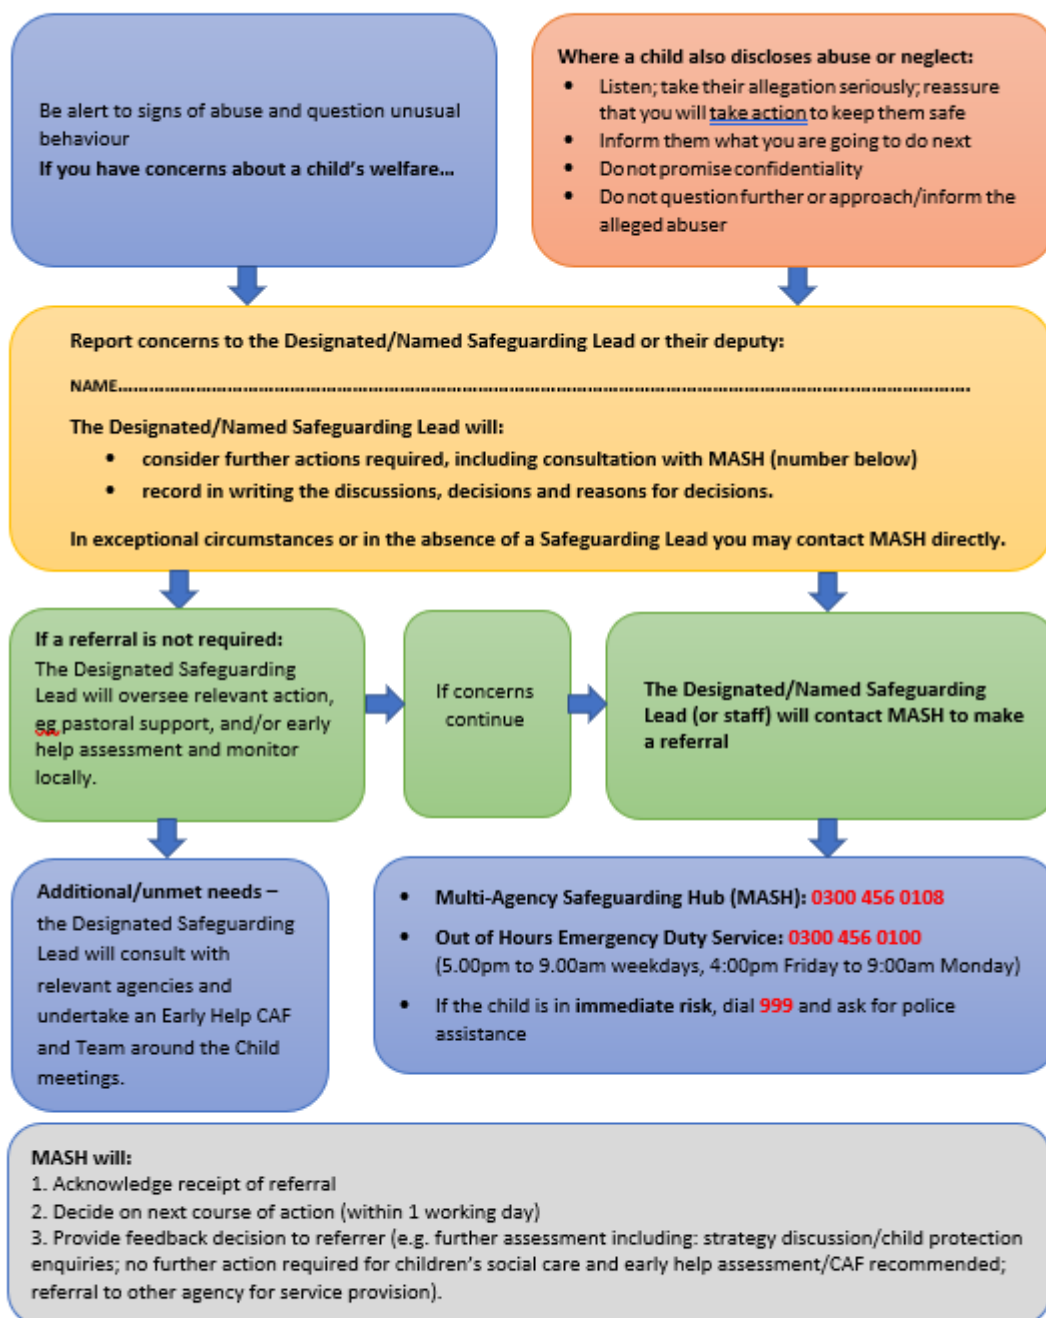 Be alert to signs of abuse and question unusual
behaviour
If you have concerns about a child's welfare...
Where a child also discloses abuse or neglect:
• Listen; take their allegation seriously; reassure
that you will take action to keep them safe
• Inform them what you are going to do next
• Do not promise confidentiality
• Do not question further or approach/inform the
alleged abuser
Report concerns to the Designated/Named Safeguarding Lead or their deputy:
NAME……………………………………………………………………………………………………………………………………………
The Designated/Named Safeguarding Lead will:
• consider further actions required, including consultation with MASH (number below)
• record in writing the discussions, decisions and reasons for decisions.
In exceptional circumstances or in the absence of a Safeguarding Lead you may contact MASH directly.
If a referral is not required:
The Designated Safeguarding
Lead will oversee relevant action,
eg pastoral support, and/or early
help assessment and monitor
locally.
If concerns
continue
The Designated/Named Safeguarding
Lead (or staff) will contact MASH to make
a referral
Additional/unmet needs –
the Designated Safeguarding
Lead will consult with
relevant agencies and
undertake an Early Help CAF
and Team around the Child
meetings.
• Multi-Agency Safeguarding Hub (MASH): 0300 456 0108
• Out of Hours Emergency Duty Service: 0300 456 0100
(5.00pm to 9.00am weekdays, 4:00pm Friday to 9:00am Monday)
• If the child is in immediate risk, dial 999 and ask for police
assistance
MASH will:
1. Acknowledge receipt of referral
2. Decide on next course of action (within 1 working day)
3. Provide feedback decision to referrer (e.g. further assessment including: strategy discussion/child protection
enquiries; no further action required for children's social care and early help assessment/CAF recommended;
referral to other agency for service provision).